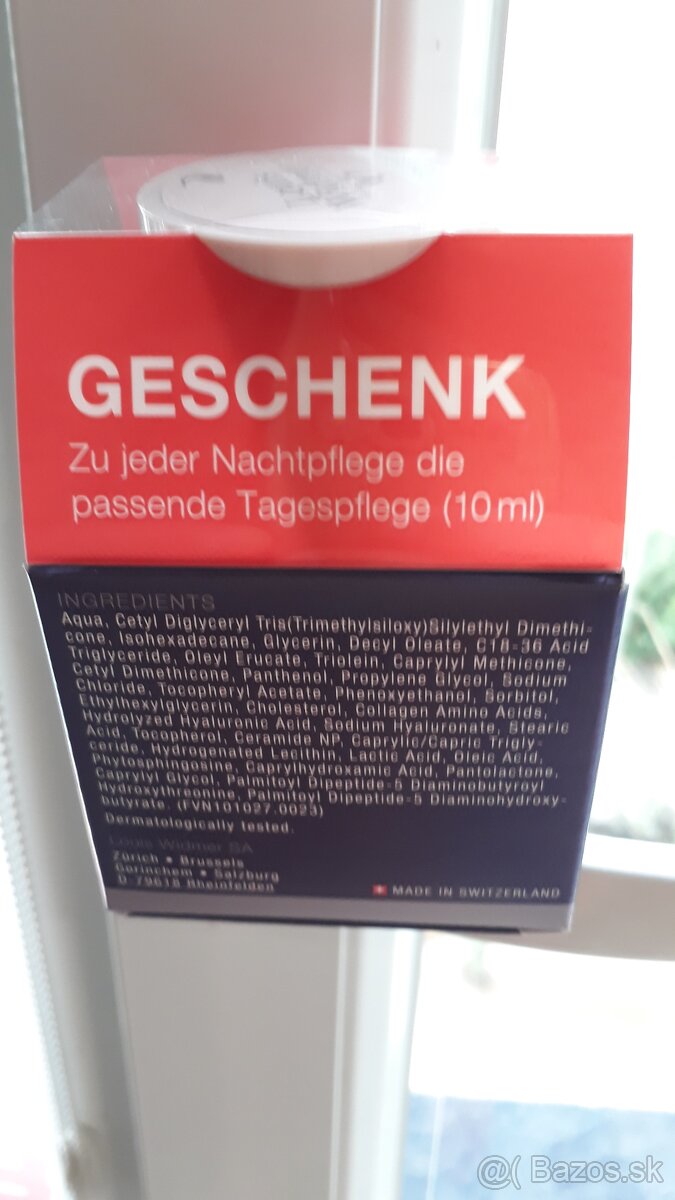 GESCHENK
Zu jeder Nachtpflege die
passende Tagespflege (10 ml)
INGREDIENTS
Aqua, Cetyl Diglyceryl Tris(Trimethylsiloxy)Silylethyl Dimethi-
cone, Isohexadecane, Glycerin, Decyl Oleate, C18-36 Acid
Triglyceride, Oleyl Erucate, Triolein, Caprylyl Methicone,
Cetyl Dimethicone, Panthenol, Propylene Glycol, Sodium
Chloride, Tocopheryl Acetate, Phenoxyethanol, Sorbitol,
Ethylhexylglycerin, Cholesterol, Collagen Amino Acids,
Hydrolyzed Hyaluronic Acid, Sodium Hyaluronate, Stearic
Acid, Tocopherol, Ceramide NP, Caprylic/Capric Trigly-
ceride, Hydrogenated Lecithin, Lactic Acid, Oleic Acid,
Phytosphingosine, Caprylhydroxamic Acid, Pantolactone,
Caprylyl Glycol, Palmitoyl Dipeptide-5 Diaminobutyroyl
Hydroxythreonine, Palmitoyl Dipeptide-5 Diaminohydroxy-
butyrate. (FVN101027.0023)
Dermatologically tested.
Louis Widmer SA
Zürich • Brussels
Gorinchem • Salzburg
D-79618 Rheinfelden
MADE IN SWITZERLAND
@( Bazos.sk